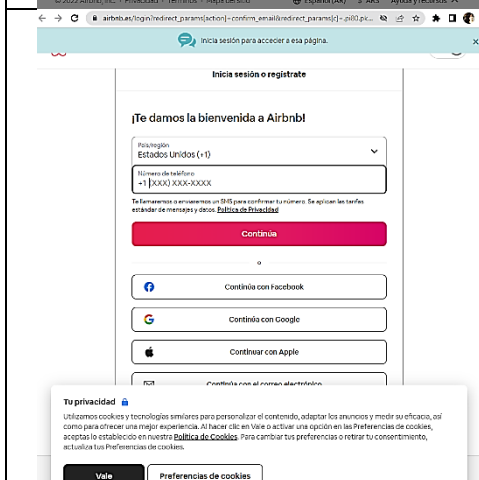 © 2022 Airbnb, Inc. · Privacidad · Términos · Mapa del sitio
Español (AR) $ ARS Ayuda y recursos
airbnb.es/login?redirect_params[action]=confirm_email&redirect_params[c]=.pi80.pk...
Inicia sesión para acceder a esa página.
Inicia sesión o regístrate
¡Te damos la bienvenida a Airbnb!
País/región
Estados Unidos (+1)
Número de teléfono
+1 (XXX) XXX-XXXX
Te llamaremos o enviaremos un SMS para confirmar tu número. Se aplican las tarifas
estándar de mensajes y datos. Política de Privacidad
Continúa
o
Continúa con Facebook
Continúa con Google
Continuar con Apple
Continúa con el correo electrónico
Tu privacidad
Utilizamos cookies y tecnologías similares para personalizar el contenido, adaptar los anuncios y medir su eficacia, así
como para ofrecer una mejor experiencia. Al hacer clic en Vale o activar una opción en las Preferencias de cookies,
aceptas lo establecido en nuestra Política de Cookies. Para cambiar tus preferencias o retirar tu consentimiento,
actualiza tus Preferencias de cookies.
Vale
Preferencias de cookies